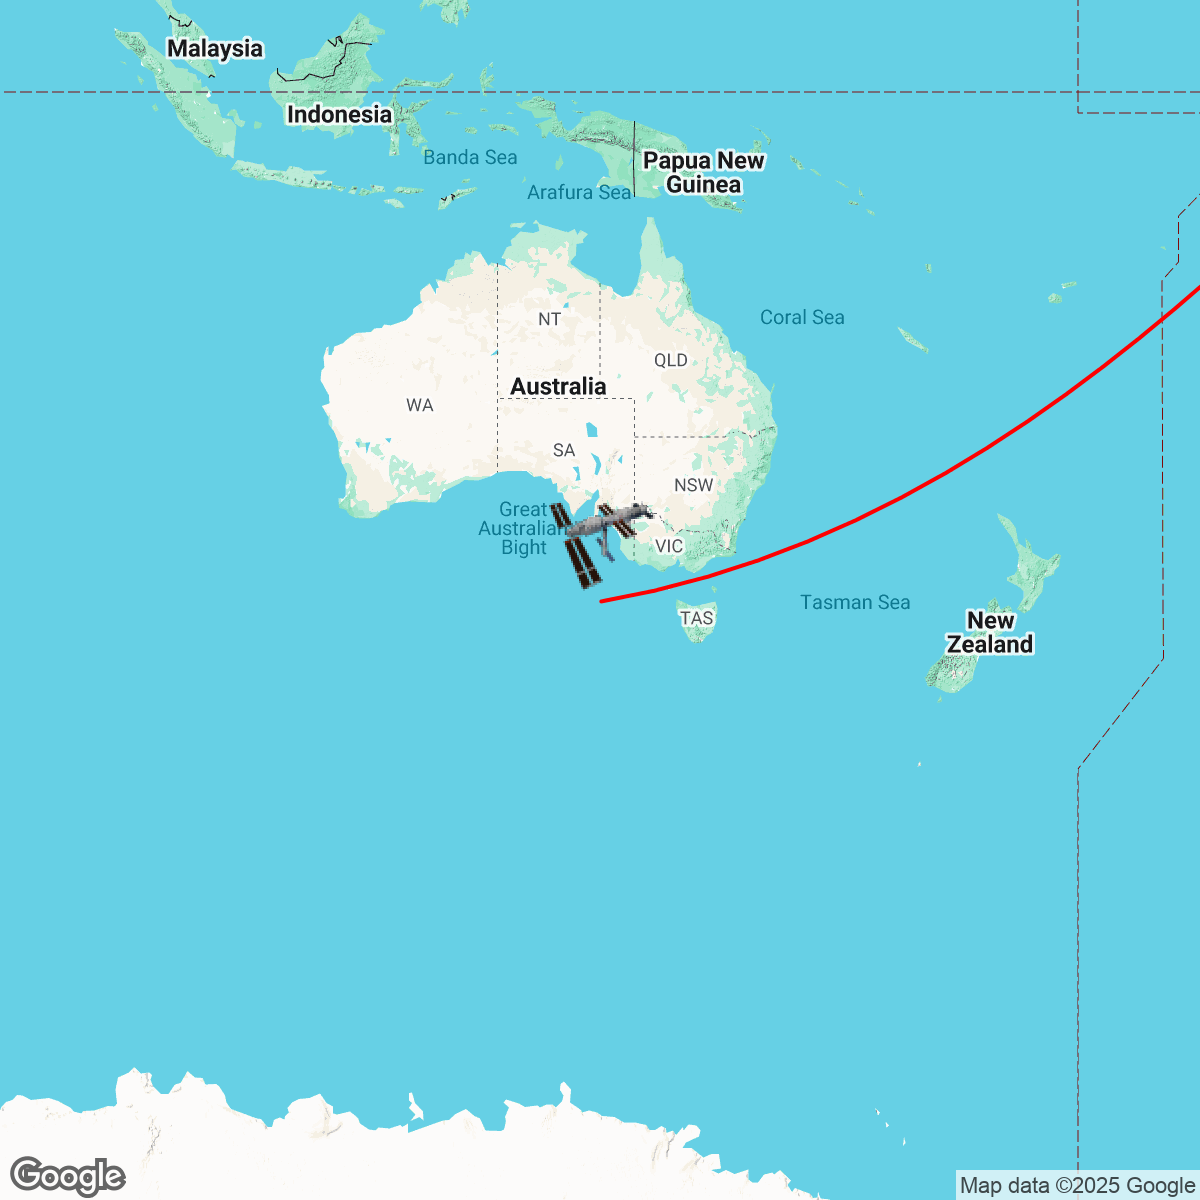 Malaysia
Indonesia
Banda Sea
Papua New
Guinea
Arafura Sea
NT
Coral Sea
QLD
Australia
WA
SA
NSW
Great
Australian
Bight
VIC
Tasman Sea
TAS
New
Zealand
Google
Map data ©2025 Google